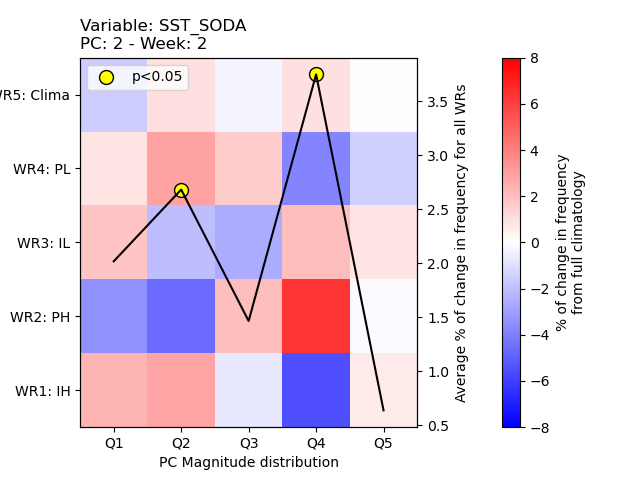 Variable: SST_SODA
PC: 2 - Week: 2
p<0.05
WR5: Clima
WR4: PL
WR3: IL
WR2: PH
WR1: IH
Q1 Q2 Q3 Q4 Q5
PC Magnitude distribution
3.5
3.0
2.5
2.0
1.5
1.0
0.5
Average % of change in frequency for all WRs
8
6
4
2
0
−2
−4
−6
−8
% of change in frequency
from full climatology